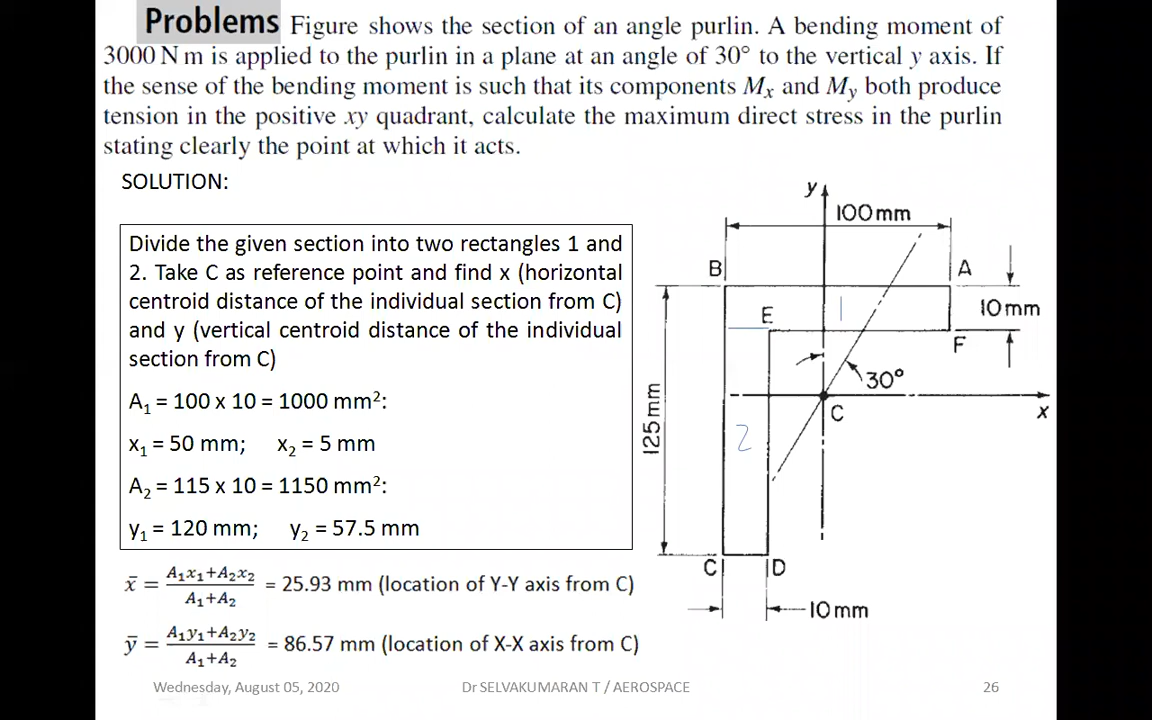 Problems Figure shows the section of an angle purlin. A bending moment of
3000 N m is applied to the purlin in a plane at an angle of 30° to the vertical y axis. If
the sense of the bending moment is such that its components Mx and My both produce
tension in the positive xy quadrant, calculate the maximum direct stress in the purlin
stating clearly the point at which it acts.
SOLUTION:
Divide the given section into two rectangles 1 and
2. Take C as reference point and find x (horizontal
centroid distance of the individual section from C)
and y (vertical centroid distance of the individual
section from C)
A₁ = 100 x 10 = 1000 mm²:
x₁ = 50 mm; x₂ = 5 mm
A₂ = 115 x 10 = 1150 mm²:
y₁ = 120 mm; y₂ = 57.5 mm
x̄ = (A₁x₁+A₂x₂)/(A₁+A₂) = 25.93 mm (location of Y-Y axis from C)
ȳ = (A₁y₁+A₂y₂)/(A₁+A₂) = 86.57 mm (location of X-X axis from C)
y
100mm
B
A
1
10mm
E
F
30°
x
C
125mm
2
C
D
10mm
Wednesday, August 05, 2020
Dr SELVAKUMARAN T / AEROSPACE
26